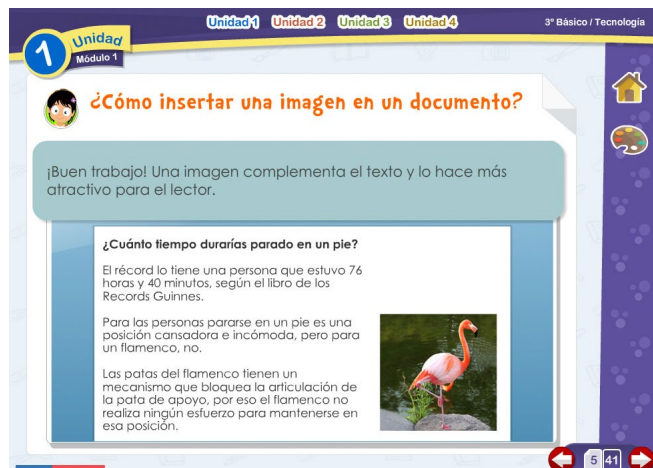 Unidad 1 Unidad 2 Unidad 3 Unidad 4
3º Básico / Tecnología
1
Unidad
Módulo 1
¿Cómo insertar una imagen en un documento?
¡Buen trabajo! Una imagen complementa el texto y lo hace más
atractivo para el lector.
¿Cuánto tiempo durarías parado en un pie?
El récord lo tiene una persona que estuvo 76
horas y 40 minutos, según el libro de los
Records Guinnes.
Para las personas pararse en un pie es una
posición cansadora e incómoda, pero para
un flamenco, no.
Las patas del flamenco tienen un
mecanismo que bloquea la articulación de
la pata de apoyo, por eso el flamenco no
realiza ningún esfuerzo para mantenerse en
esa posición.
5 41